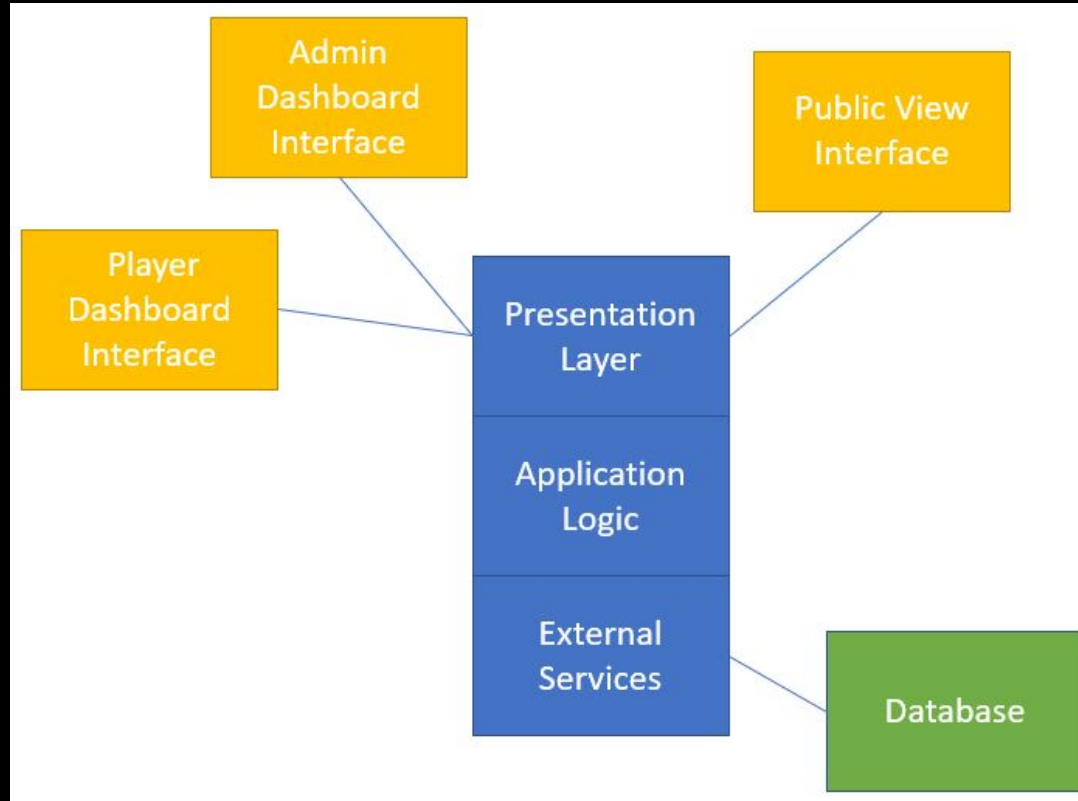 Admin
Dashboard
Interface
Public View
Interface
Player
Dashboard
Interface
Presentation
Layer
Application
Logic
External
Services
Database